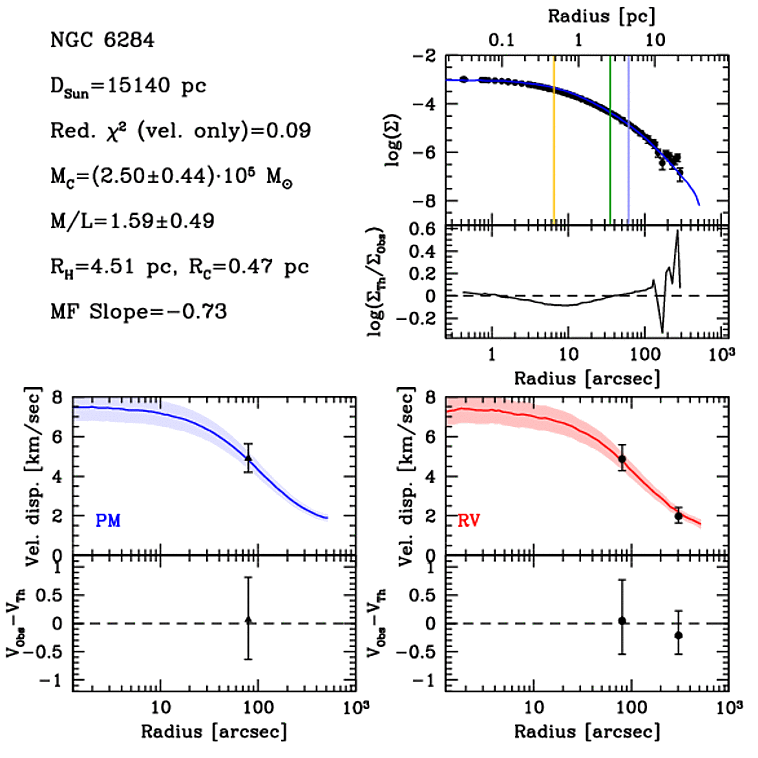 NGC 6284
D_Sun=15140 pc
Red. χ² (vel. only)=0.09
M_C=(2.50±0.44)·10⁵ M_⊙
M/L=1.59±0.49
R_H=4.51 pc, R_C=0.47 pc
MF Slope=−0.73
Radius [pc]
0.1 1 10
−2
−4
−6
−8
log(Σ)
0.6
0.4
0.2
0
−0.2
log(Σ_Th/Σ_Obs)
1 10 100 10³
Radius [arcsec]
8
6
4
2
0
Vel. disp. [km/sec]
PM
1
0.5
0
−0.5
−1
V_Obs−V_Th
10 100 10³
Radius [arcsec]
8
6
4
2
0
Vel. disp. [km/sec]
RV
1
0.5
0
−0.5
−1
V_Obs−V_Th
10 100 10³
Radius [arcsec]